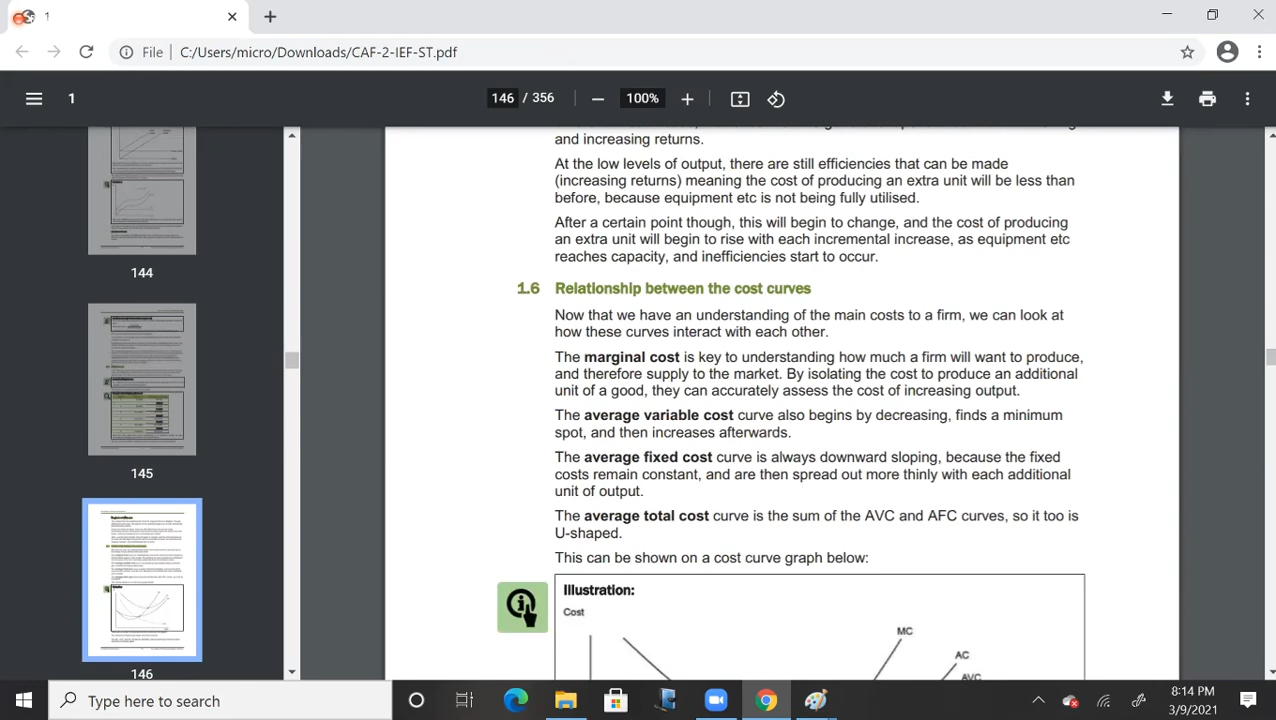 1
File | C:/Users/micro/Downloads/CAF-2-IEF-ST.pdf
1
146 / 356
100%
144
145
146
and increasing returns.
At the low levels of output, there are still efficiencies that can be made
(increasing returns) meaning the cost of producing an extra unit will be less than
before, because equipment etc is not being fully utilised.
After a certain point though, this will begin to change, and the cost of producing
an extra unit will begin to rise with each incremental increase, as equipment etc
reaches capacity, and inefficiencies start to occur.
1.6 Relationship between the cost curves
Now that we have an understanding of the main costs to a firm, we can look at
how these curves interact with each other.
The marginal cost is key to understanding how much a firm will want to produce,
and therefore supply to the market. By isolating the cost to produce an additional
unit of a good, they can accurately assess the cost of increasing output.
The average variable cost curve also begins by decreasing, finds a minimum
spot, and then increases afterwards.
The average fixed cost curve is always downward sloping, because the fixed
costs remain constant, and are then spread out more thinly with each additional
unit of output.
The average total cost curve is the sum of the AVC and AFC curves, so it too is
U-shaped.
This can be shown on a cost curve graph below:
Illustration:
Cost
MC
AC
AVC
Type here to search
8:14 PM
3/9/2021